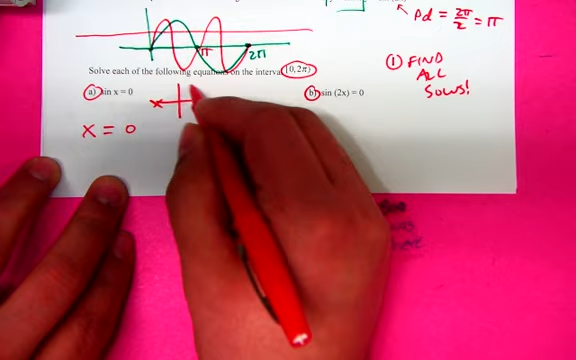 Pd = 2π/2 = π
π
2π
Solve each of the following equations on the interval [0, 2π)
① FIND
ALL
SOLNS!
a) sin x = 0
b) sin (2x) = 0
x = 0